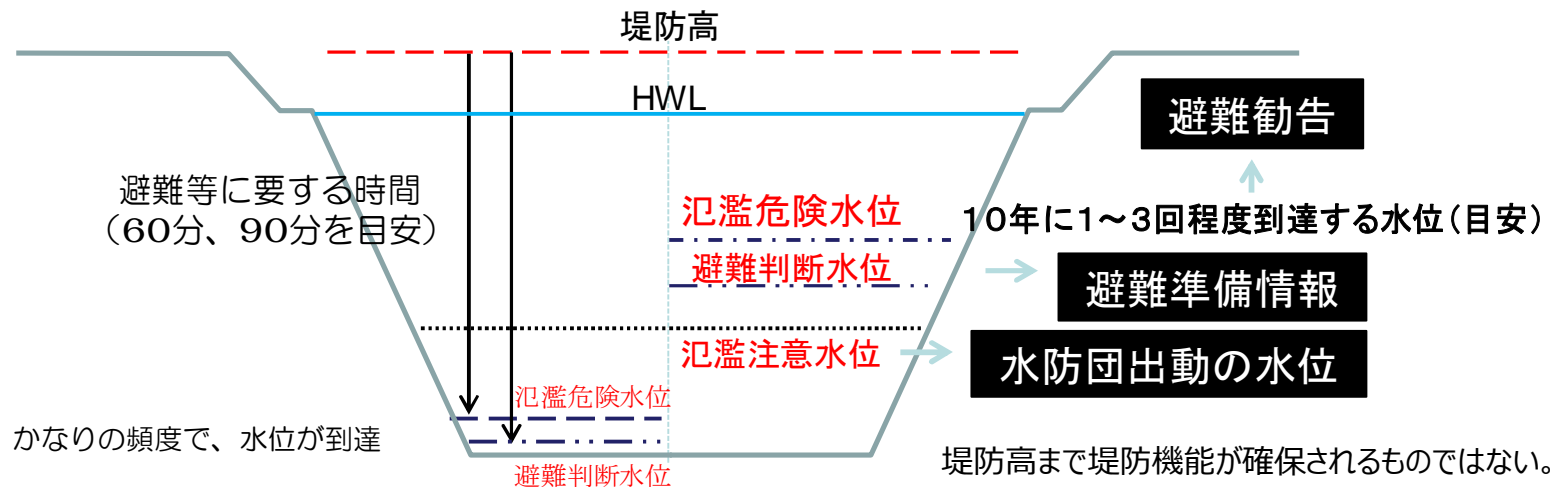 堤防高
HWL
避難勧告
避難等に要する時間
（60分、90分を目安）
氾濫危険水位
10年に1～3回程度到達する水位（目安）
避難判断水位
避難準備情報
氾濫注意水位
水防団出動の水位
氾濫危険水位
かなりの頻度で、水位が到達
避難判断水位
堤防高まで堤防機能が確保されるものではない。